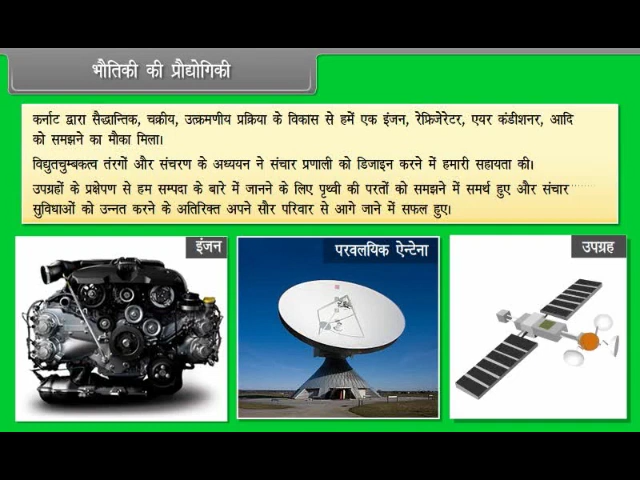 भौतिकी की प्रौद्योगिकी
कर्नाट द्वारा सैद्धान्तिक, चक्रीय, उत्क्रमणीय प्रक्रिया के विकास से हमें एक इंजन, रेफ्रिजेरेटर, एयर कंडीशनर, आदि
को समझने का मौका मिला।
विद्युतचुम्बकत्व तंरगों और संचरण के अध्ययन ने संचार प्रणाली को डिजाइन करने में हमारी सहायता की।
उपग्रहों के प्रक्षेपण से हम सम्पदा के बारे में जानने के लिए पृथ्वी की परतों को समझने में समर्थ हुए और संचार
सुविधाओं को उन्नत करने के अतिरिक्त अपने सौर परिवार से आगे जाने में सफल हुए।
इंजन
परवलयिक ऐन्टेना
उपग्रह